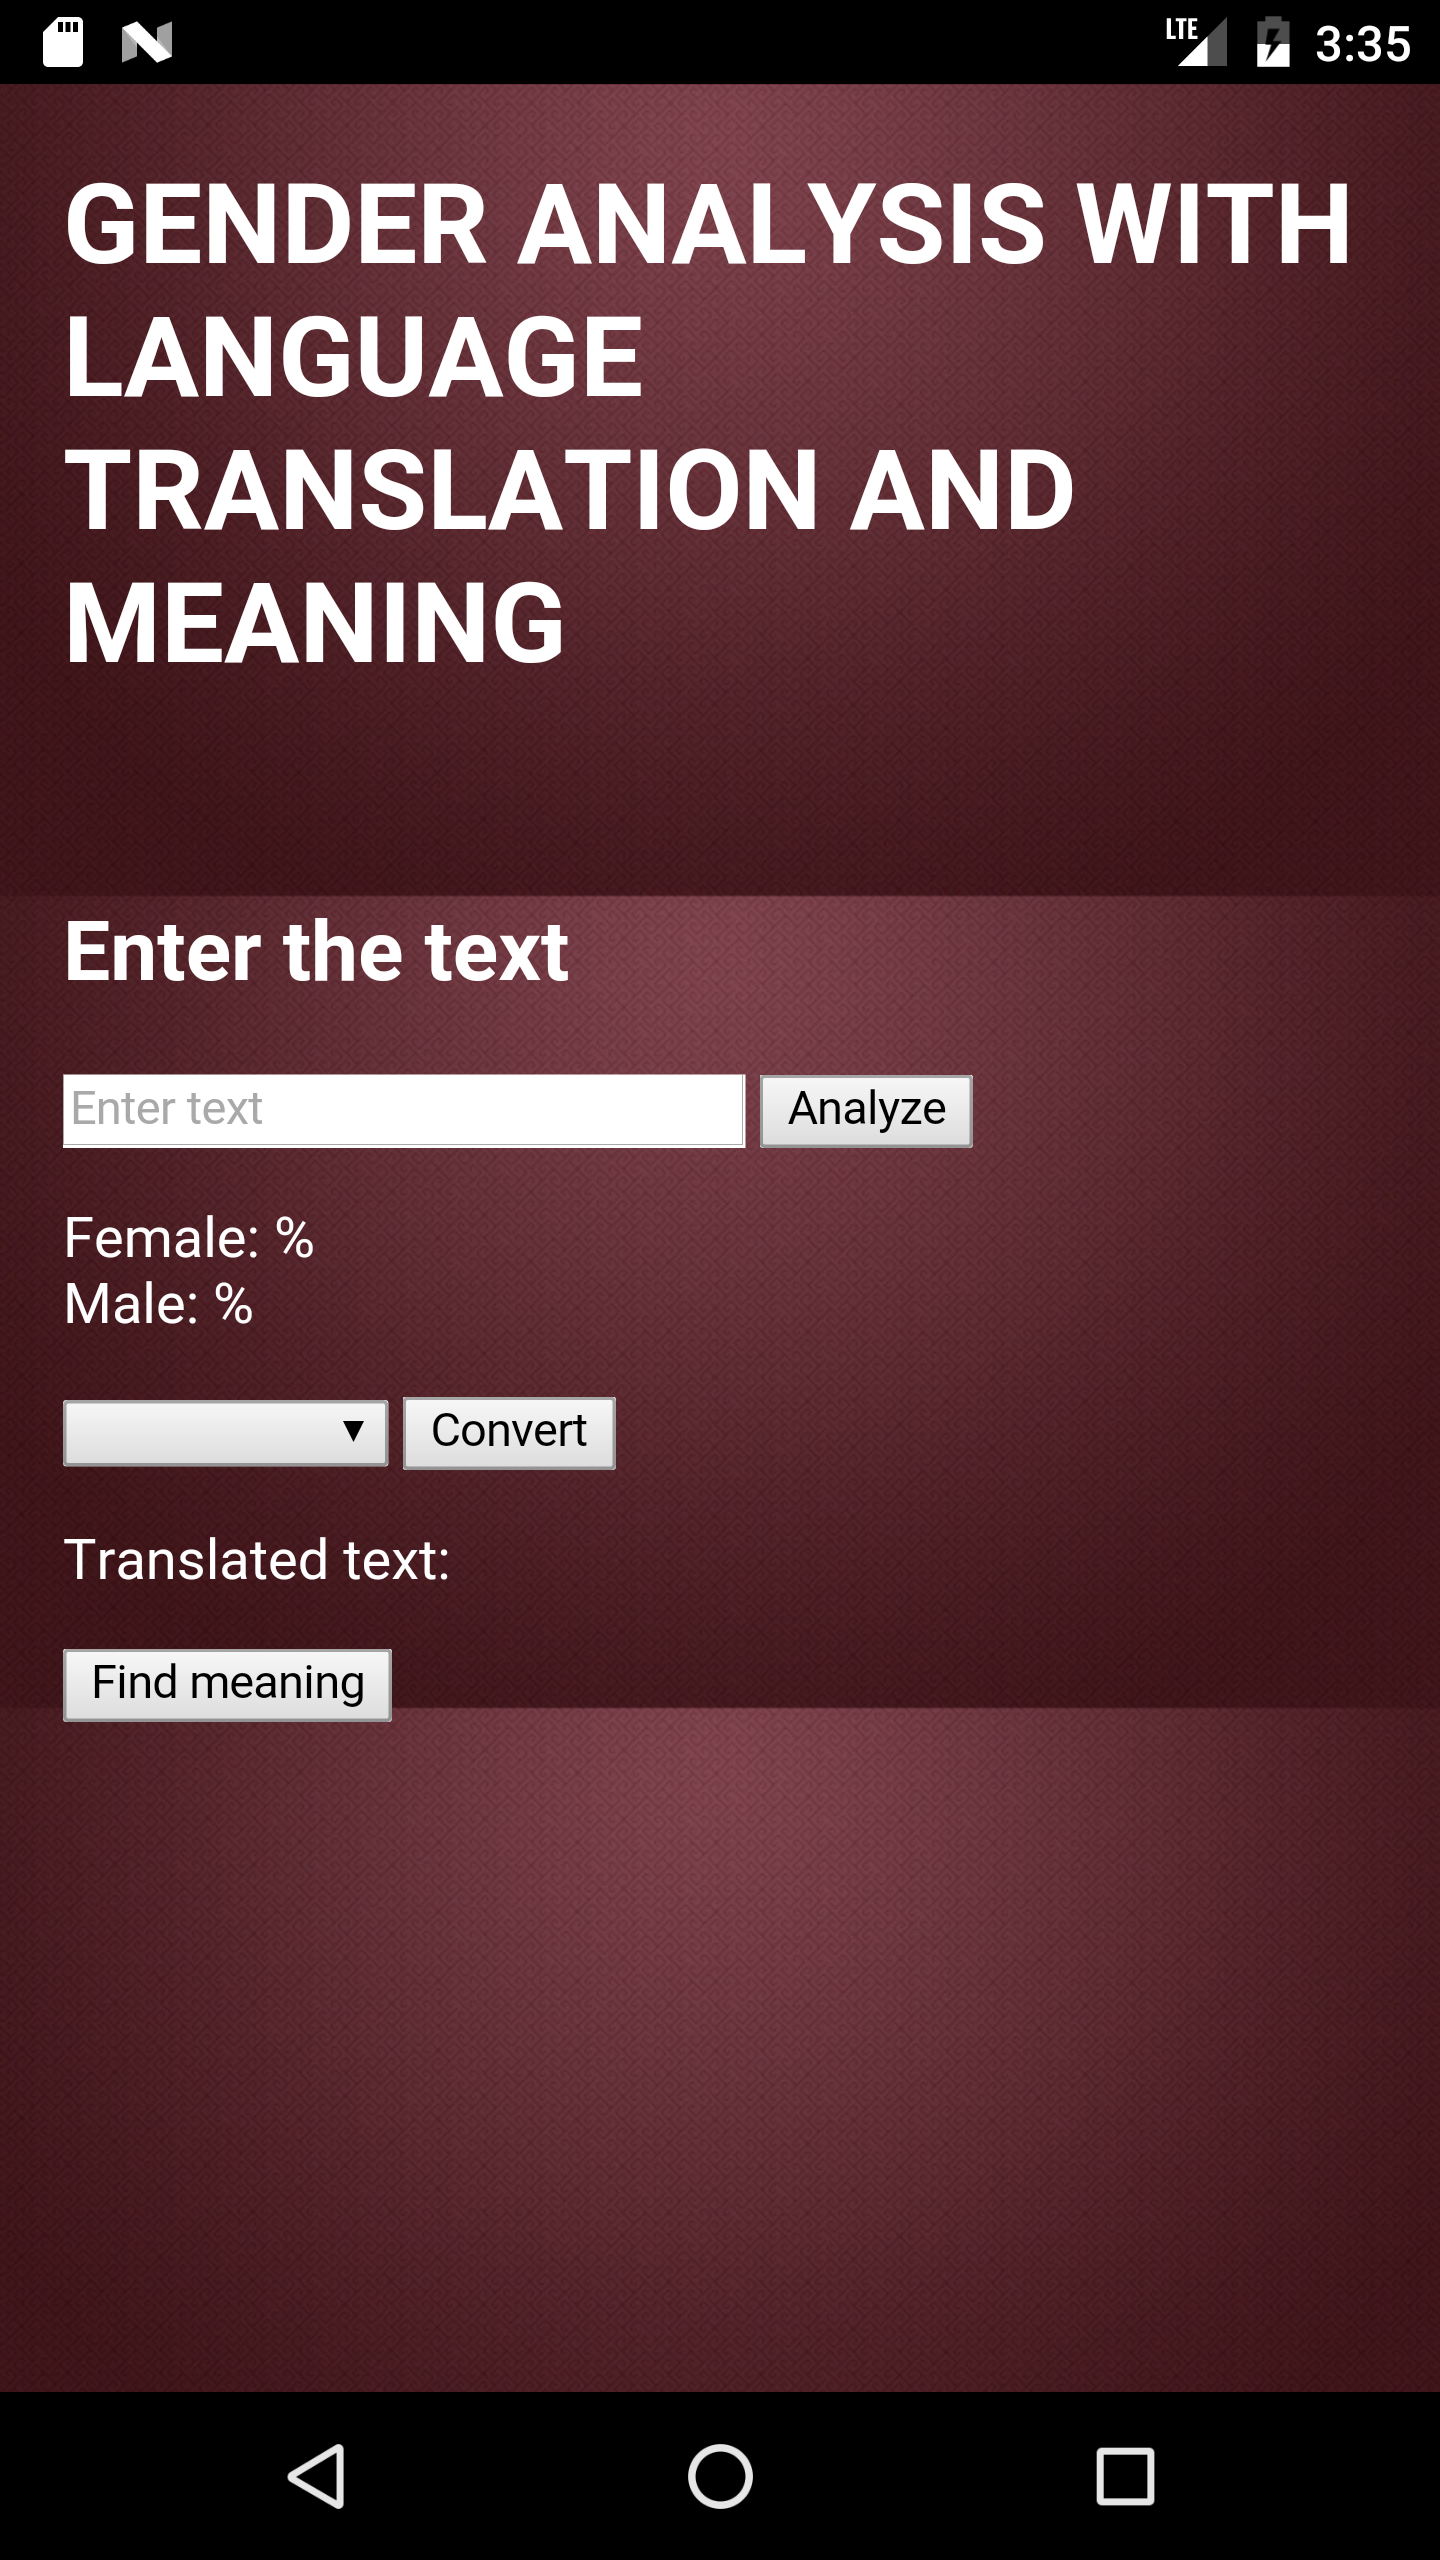 LTE 3:35
GENDER ANALYSIS WITH
LANGUAGE
TRANSLATION AND
MEANING
Enter the text
Enter text Analyze
Female: %
Male: %
Convert
Translated text:
Find meaning